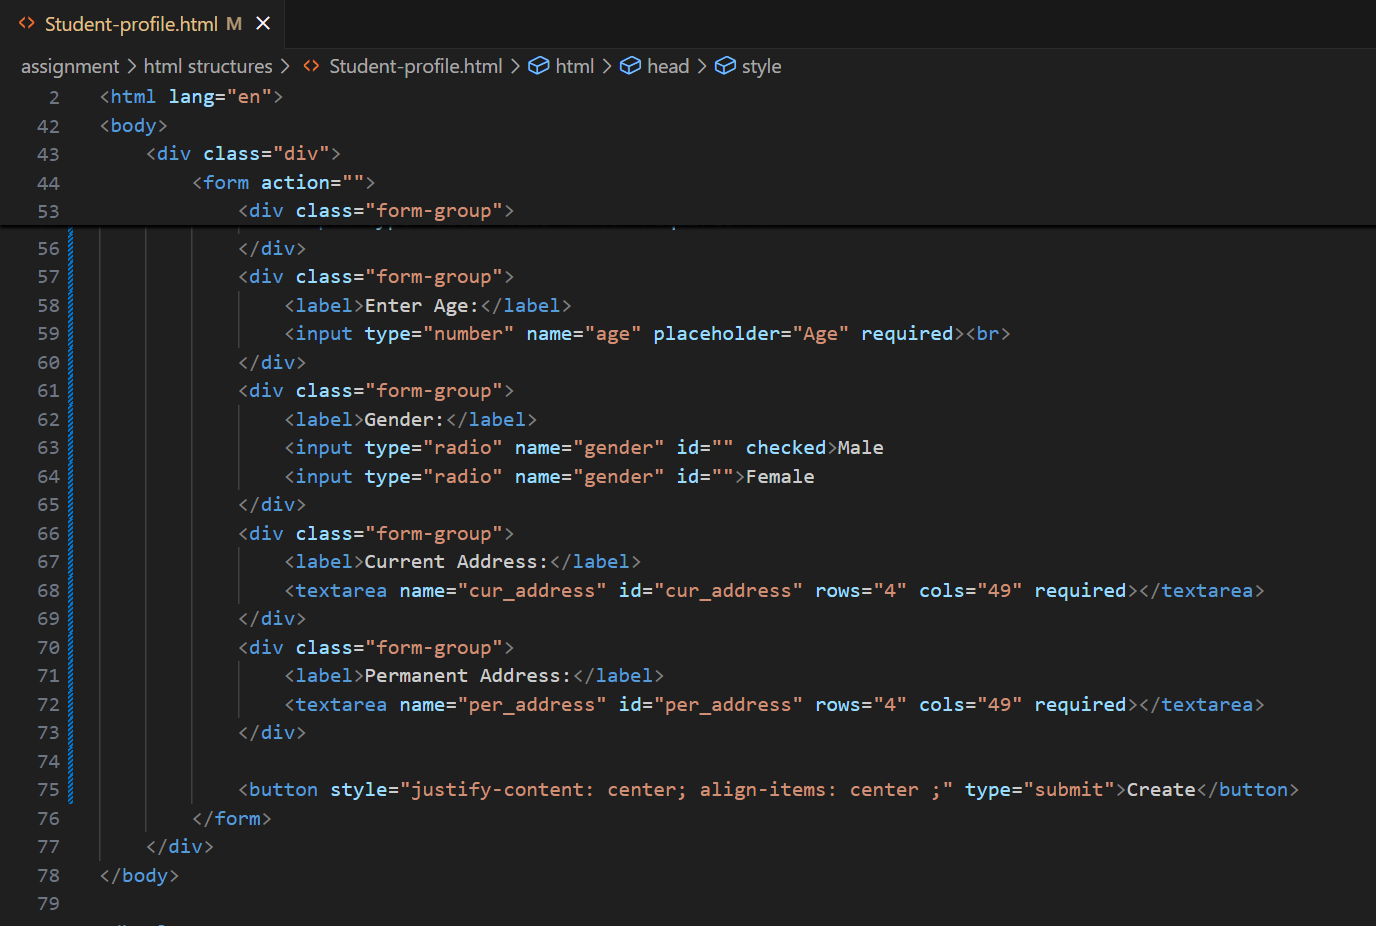 Student-profile.html M
assignment > html structures > Student-profile.html > html > head > style
2 <html lang="en">
42 <body>
43 <div class="div">
44 <form action="">
53 <div class="form-group">
56 </div>
57 <div class="form-group">
58 <label>Enter Age:</label>
59 <input type="number" name="age" placeholder="Age" required><br>
60 </div>
61 <div class="form-group">
62 <label>Gender:</label>
63 <input type="radio" name="gender" id="" checked>Male
64 <input type="radio" name="gender" id="">Female
65 </div>
66 <div class="form-group">
67 <label>Current Address:</label>
68 <textarea name="cur_address" id="cur_address" rows="4" cols="49" required></textarea>
69 </div>
70 <div class="form-group">
71 <label>Permanent Address:</label>
72 <textarea name="per_address" id="per_address" rows="4" cols="49" required></textarea>
73 </div>
74
75 <button style="justify-content: center; align-items: center ;" type="submit">Create</button>
76 </form>
77 </div>
78 </body>
79